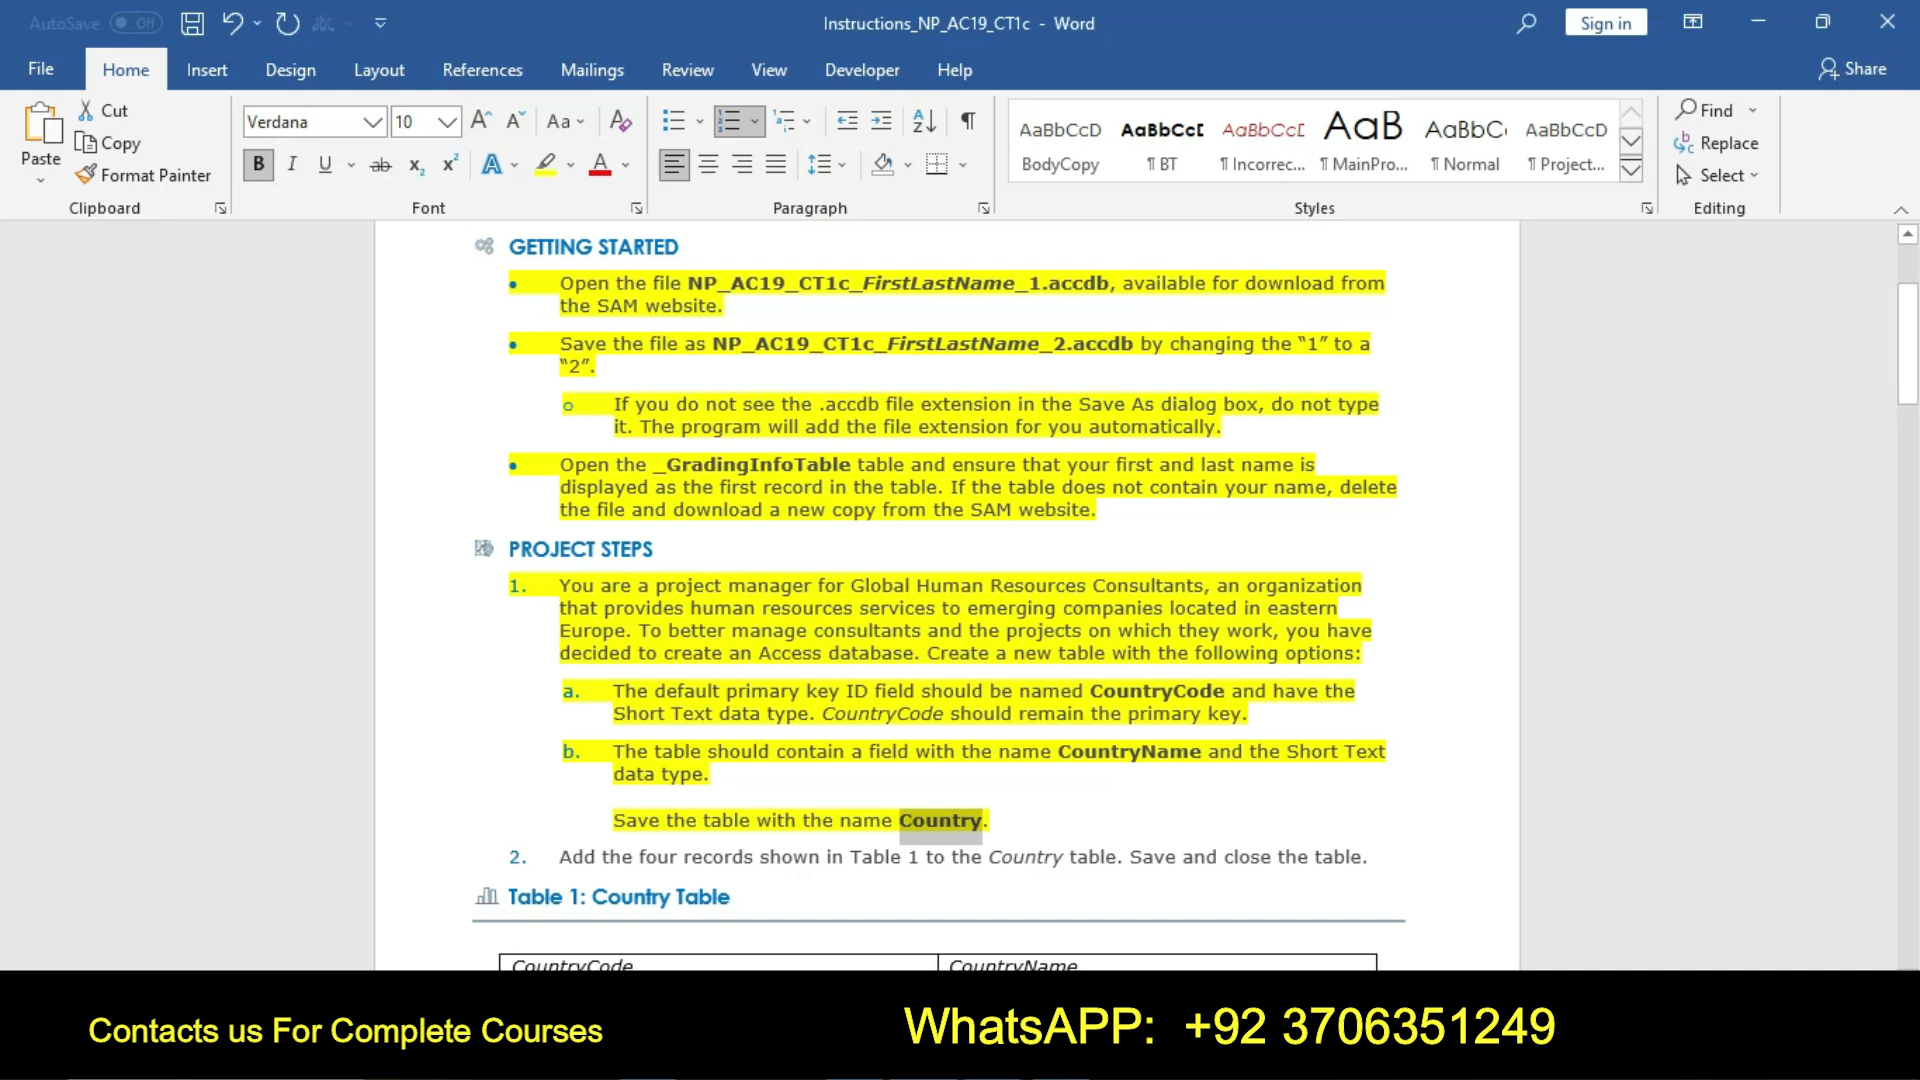 AutoSave Off
Instructions_NP_AC19_CT1c - Word
Sign in
File Home Insert Design Layout References Mailings Review View Developer Help
Share
Paste
Cut
Copy
Format Painter
Clipboard
Verdana 10
Font
Paragraph
AaBbCcD AaBbCcD AaBbCcD AaB AaBbC AaBbCcD
BodyCopy ¶ BT ¶ Incorrec... ¶ MainPro... ¶ Normal ¶ Project...
Styles
Find
Replace
Select
Editing
GETTING STARTED
• Open the file NP_AC19_CT1c_FirstLastName_1.accdb, available for download from
the SAM website.
• Save the file as NP_AC19_CT1c_FirstLastName_2.accdb by changing the “1” to a
“2”.
o If you do not see the .accdb file extension in the Save As dialog box, do not type
it. The program will add the file extension for you automatically.
• Open the _GradingInfoTable table and ensure that your first and last name is
displayed as the first record in the table. If the table does not contain your name, delete
the file and download a new copy from the SAM website.
PROJECT STEPS
1. You are a project manager for Global Human Resources Consultants, an organization
that provides human resources services to emerging companies located in eastern
Europe. To better manage consultants and the projects on which they work, you have
decided to create an Access database. Create a new table with the following options:
a. The default primary key ID field should be named CountryCode and have the
Short Text data type. CountryCode should remain the primary key.
b. The table should contain a field with the name CountryName and the Short Text
data type.
Save the table with the name Country.
2. Add the four records shown in Table 1 to the Country table. Save and close the table.
Table 1: Country Table
CountryCode CountryName
Contacts us For Complete Courses
WhatsAPP: +92 3706351249